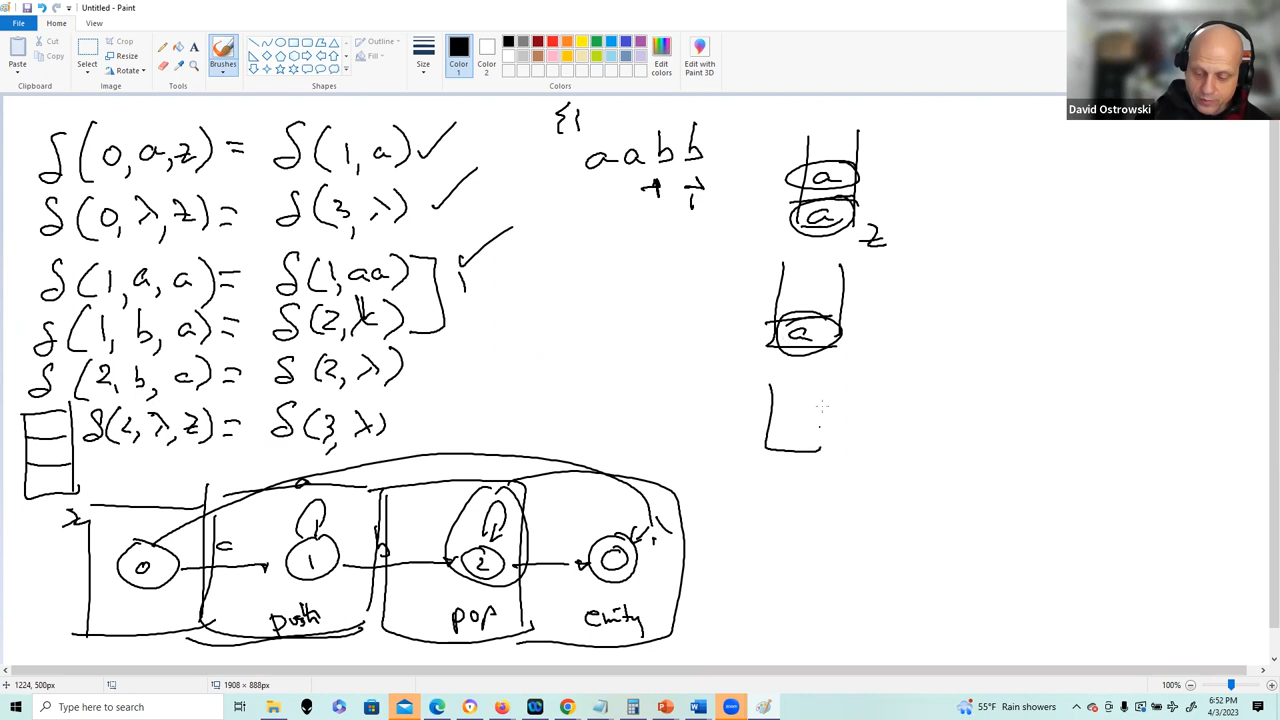 Untitled - Paint
File
Home
View
Paste
Cut
Copy
Clipboard
Select
Crop
Resize
Rotate
Image
Tools
Brushes
Shapes
Outline
Fill
Size
Color 1
Color 2
Edit colors
Edit with Paint 3D
Colors
David Ostrowski
δ(0,a,z) = δ(1,a) ✓
δ(0,λ,z) = δ(3,λ) ✓
δ(1,a,a) = δ(1,aa) ✓
δ(1,b,a) = δ(2,λ)
δ(2,b,a) = δ(2,λ)
δ(2,λ,z) = δ(3,λ)
aabb
a
a
z
a
0
a
1
b
2
push
pop
1224, 500px
1908 × 888px
100%
Type here to search
55°F Rain showers
6:52 PM
4/3/2023